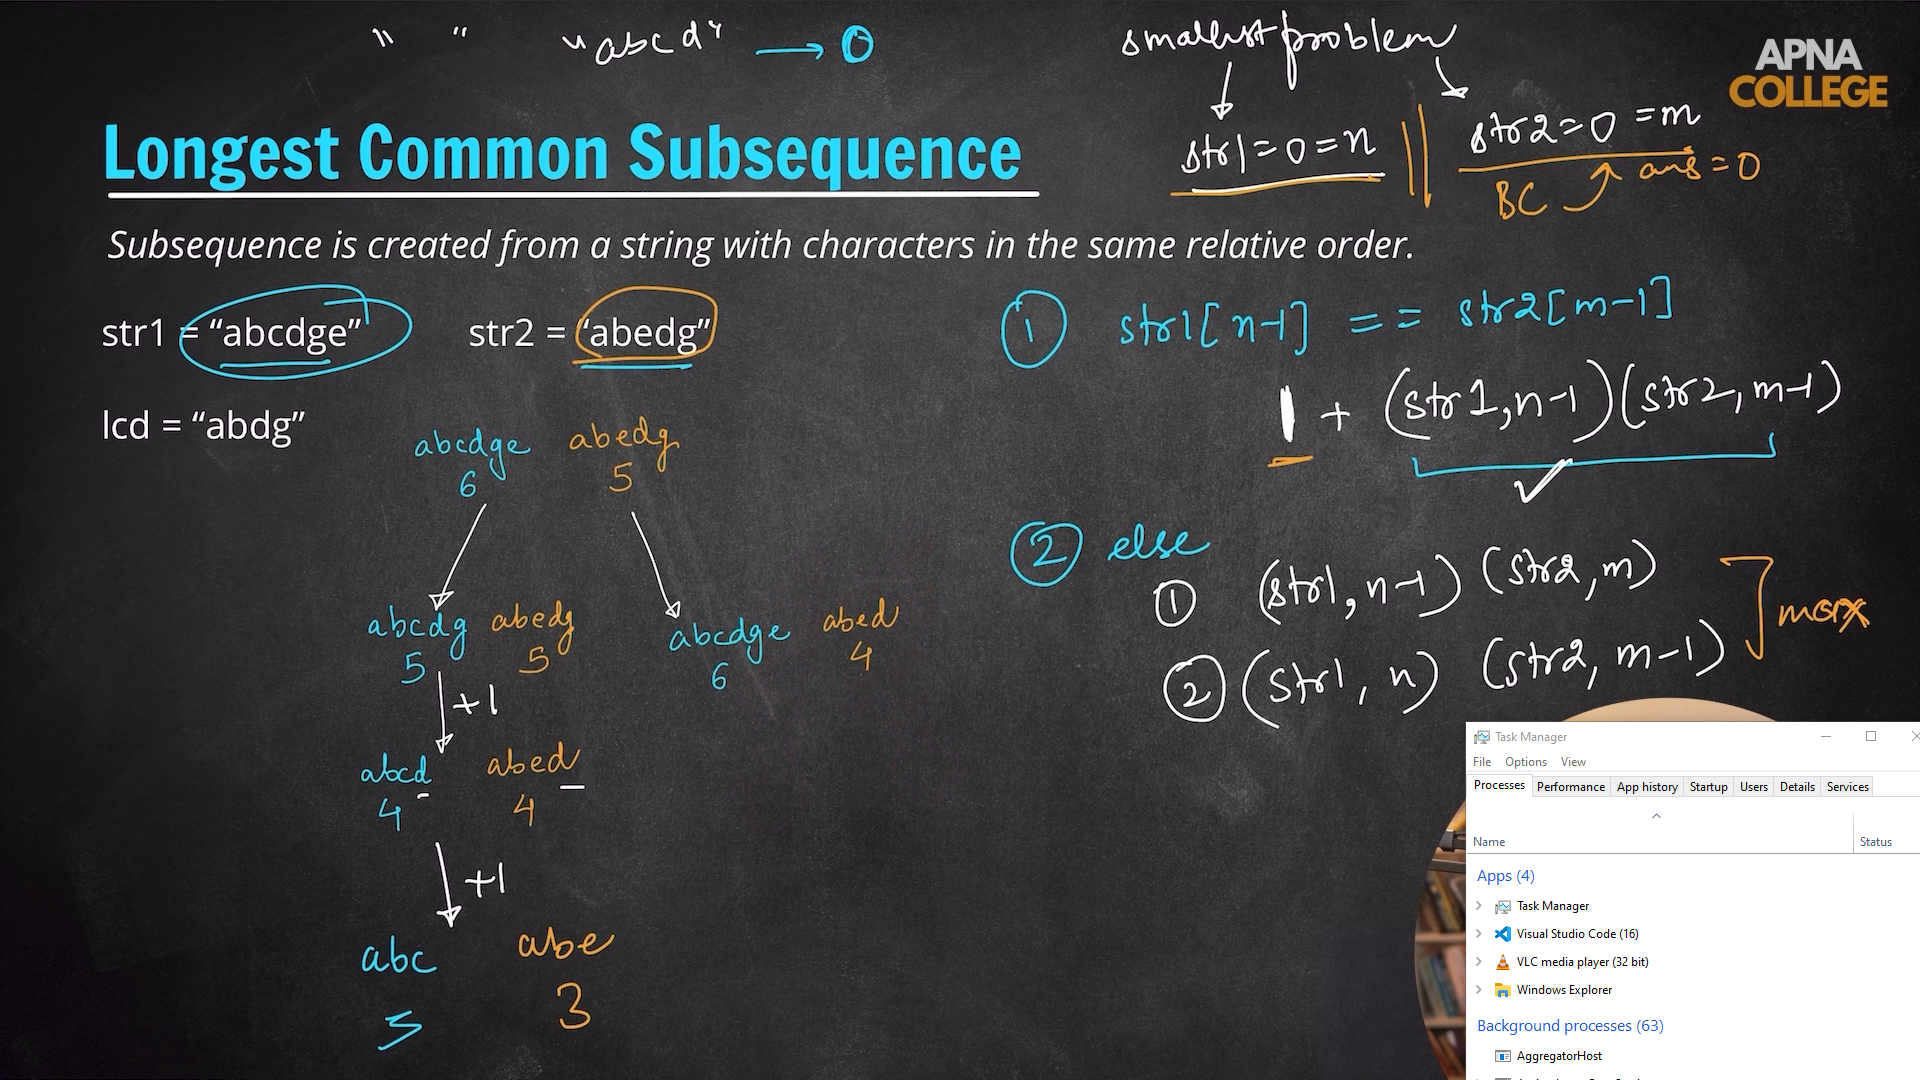 " " "abcd" → 0
smallest problem
APNA
COLLEGE
str1=0=n || str2=0=m
BC ans=0
Longest Common Subsequence
Subsequence is created from a string with characters in the same relative order.
str1 = “abcdge” str2 = “abedg”
lcd = “abdg”
1 str1[n-1] == str2[m-1]
1 + (str1,n-1)(str2,m-1)
2 else
1 (str1,n-1) (str2,m)
2 (str1,n) (str2,m-1)
max
abcdge abedg
6 5
abcdg abedg abcdge abed
5 5 6 4
+1
abcd abed
4 4
+1
abc abe
3 3
Task Manager
File Options View
Processes Performance App history Startup Users Details Services
Name Status
Apps (4)
Task Manager
Visual Studio Code (16)
VLC media player (32 bit)
Windows Explorer
Background processes (63)
AggregatorHost